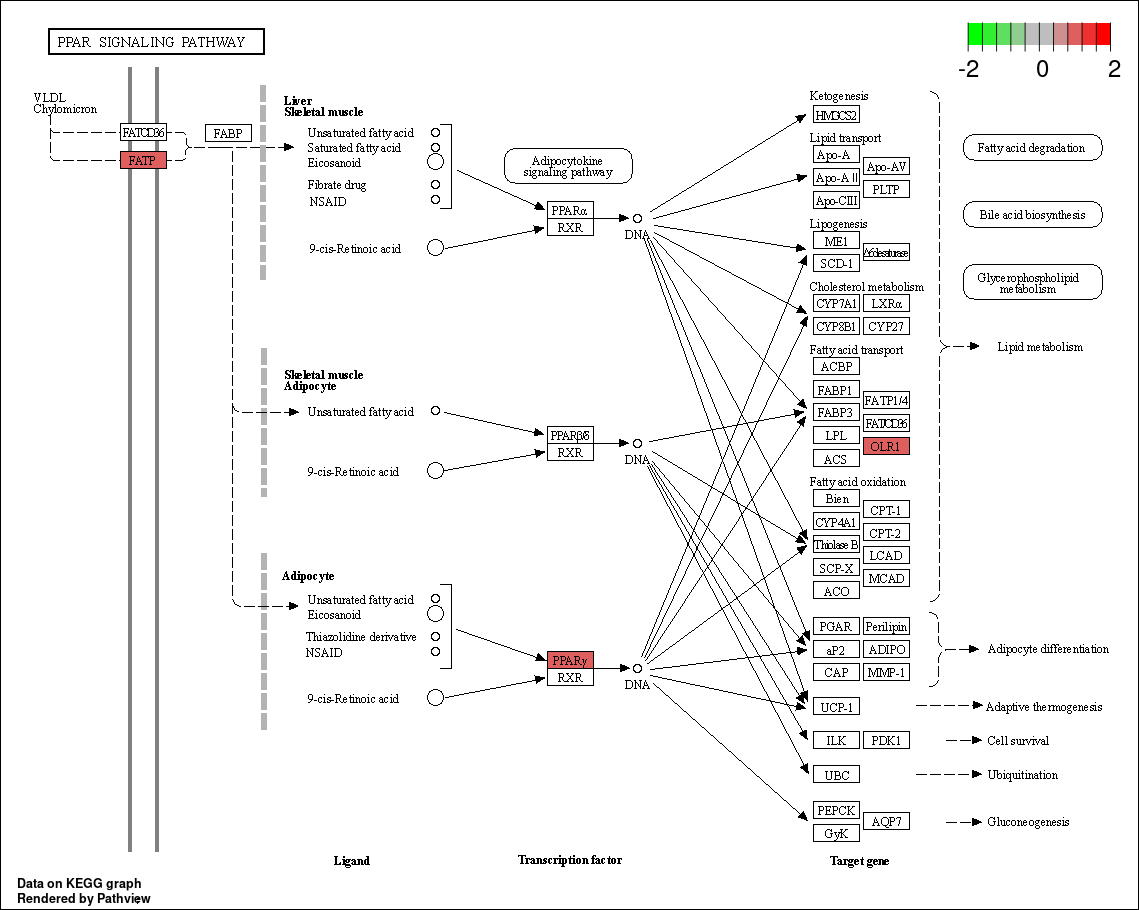 PPAR SIGNALING PATHWAY
-2 0 2
VLDL
Chylomicron
FAT/CD36
FATP
FABP
Liver
Skeletal muscle
Unsaturated fatty acid
Saturated fatty acid
Eicosanoid
Fibrate drug
NSAID
9-cis-Retinoic acid
Adipocytokine
signaling pathway
PPARα
RXR
DNA
Skeletal muscle
Adipocyte
Unsaturated fatty acid
9-cis-Retinoic acid
PPARβ/δ
RXR
DNA
Adipocyte
Unsaturated fatty acid
Eicosanoid
Thiazolidine derivative
NSAID
9-cis-Retinoic acid
PPARγ
RXR
DNA
Ketogenesis
HMGCS2
Lipid transport
Apo-A
Apo-AV
Apo-A II
PLTP
Apo-CIII
Lipogenesis
ME1
SCD-1
Cholesterol metabolism
CYP7A1 LXRα
CYP8B1 CYP27
Fatty acid transport
ACBP
FABP1
FATP1/4
FABP3
FAT/CD36
LPL
OLR1
ACS
Fatty acid oxidation
Bien
CPT-1
CYP4A1
CPT-2
Thiolase B
LCAD
SCP-X
MCAD
ACO
PGAR Perilipin
aP2 ADIPO
CAP MMP-1
UCP-1
ILK PDK1
UBC
PEPCK
AQP7
GyK
Fatty acid degradation
Bile acid biosynthesis
Glycerophospholipid
metabolism
Lipid metabolism
Adipocyte differentiation
Adaptive thermogenesis
Cell survival
Ubiquitination
Gluconeogenesis
Ligand
Transcription factor
Target gene
Data on KEGG graph
Rendered by Pathview